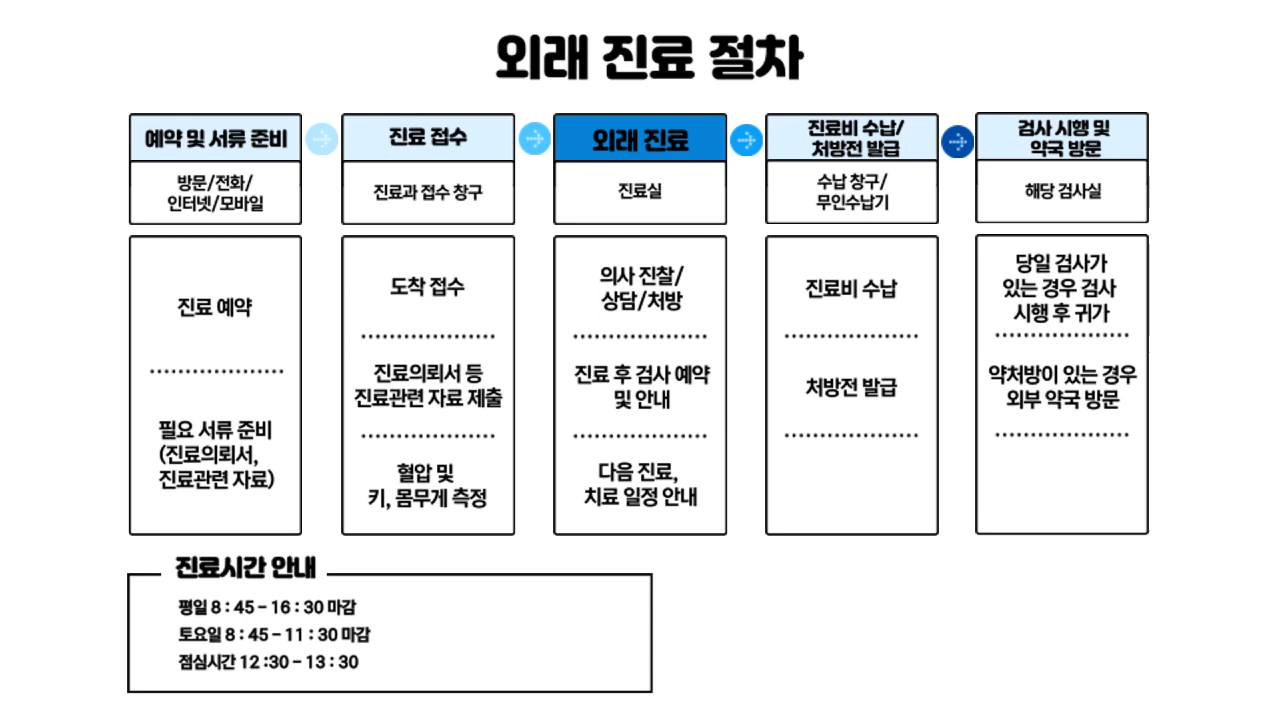 외래 진료 절차
예약 및 서류 준비
방문/전화/
인터넷/모바일
진료 예약
필요 서류 준비
(진료의뢰서,
진료관련 자료)
진료 접수
진료과 접수 창구
도착 접수
진료의뢰서 등
진료관련 자료 제출
혈압 및
키, 몸무게 측정
외래 진료
진료실
의사 진찰/
상담/처방
진료 후 검사 예약
및 안내
다음 진료,
치료 일정 안내
진료비 수납/
처방전 발급
수납 창구/
무인수납기
진료비 수납
처방전 발급
검사 시행 및
약국 방문
해당 검사실
당일 검사가
있는 경우 검사
시행 후 귀가
약처방이 있는 경우
외부 약국 방문
진료시간 안내
평일 8 : 45 – 16 : 30 마감
토요일 8 : 45 – 11 : 30 마감
점심시간 12 :30 – 13 : 30